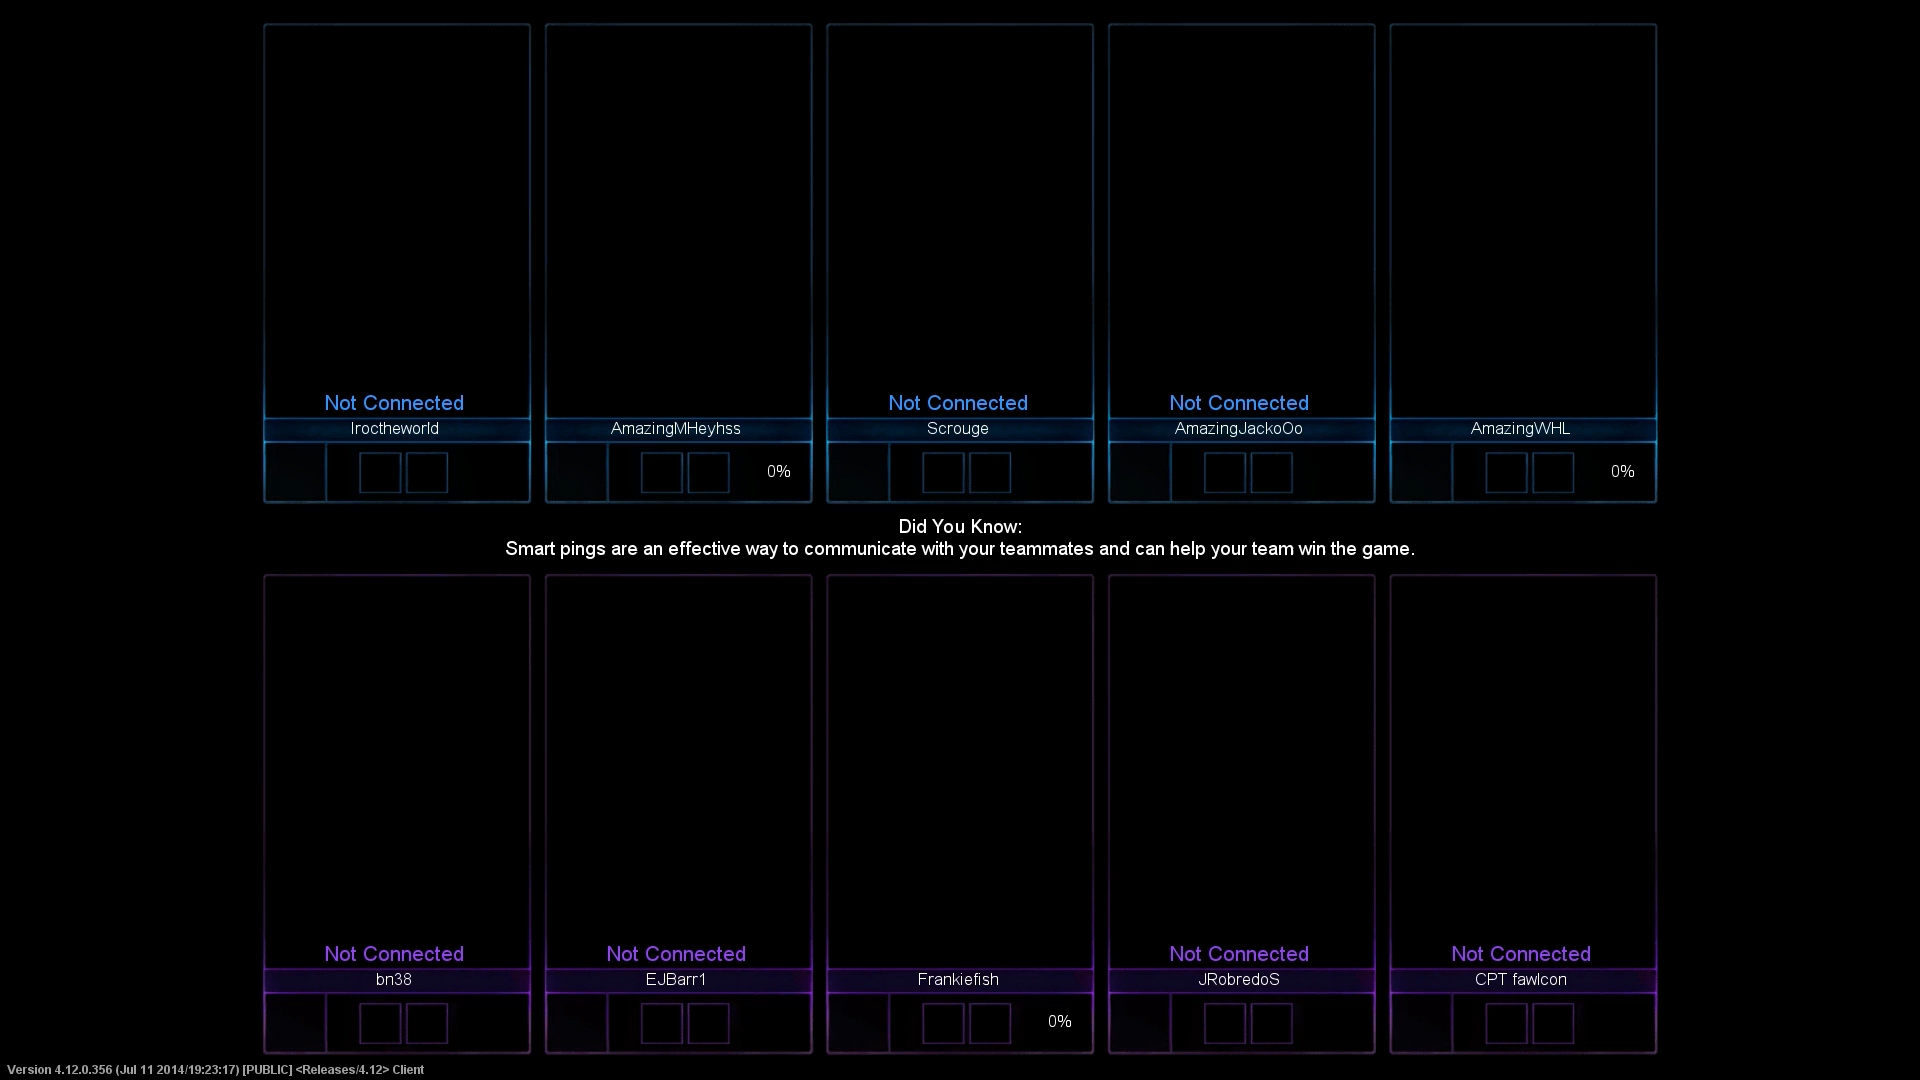 Not Connected
Iroctheworld
AmazingMHeyhss
0%
Not Connected
Scrouge
Not Connected
AmazingJackoOo
AmazingWHL
0%
Did You Know:
Smart pings are an effective way to communicate with your teammates and can help your team win the game.
Not Connected
bn38
Not Connected
EJBarr1
Frankiefish
0%
Not Connected
JRobredoS
Not Connected
CPT fawlcon
Version 4.12.0.356 (Jul 11 2014/19:23:17) [PUBLIC] <Releases/4.12> Client